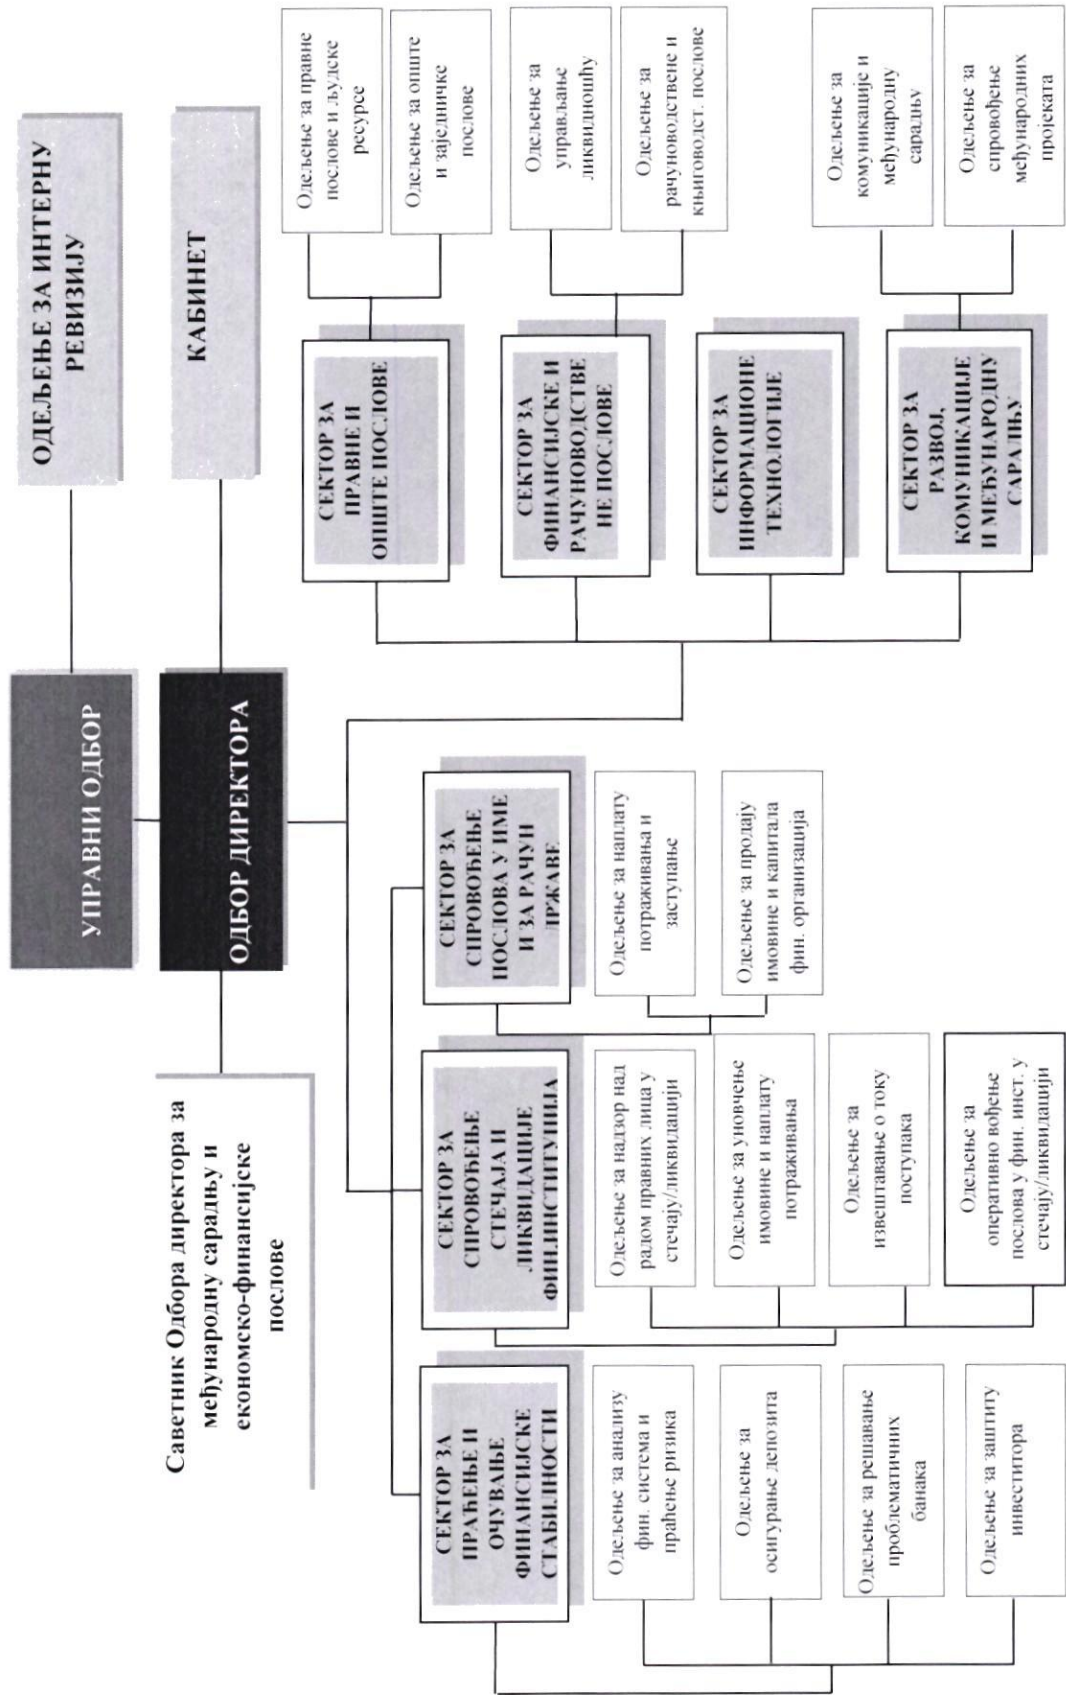 УПРАВНИ ОДБОР
ОДЕЉЕЊЕ ЗА ИНТЕРНУ
РЕВИЗИЈУ
ОДБОР ДИРЕКТОРА
КАБИНЕТ
Саветник Одбора директора за
међународну сарадњу и
економско-финансијске
послове
СЕКТОР ЗА
ПРАЋЕЊЕ И
ОЧУВАЊЕ
ФИНАНСИЈСКЕ
СТАБИЛНОСТИ
Одељење за анализу
фин. система и
праћење ризика
Одељење за
осигурање депозита
Одељење за решавање
проблематичних
банака
Одељење за заштиту
инвеститора
СЕКТОР ЗА
СПРОВОЂЕЊЕ
СТЕЧАЈА И
ЛИКВИДАЦИЈЕ
ФИН.ИНСТИТУЦИЈА
Одељење за надзор над
радом правних лица у
стечају/ликвидацији
Одељење за уновчење
имовине и наплату
потраживања
Одељење за
извештавање о току
поступака
Одељење за
оперативно вођење
послова у фин. инст. у
стечају/ликвидацији
СЕКТОР ЗА
СПРОВОЂЕЊЕ
ПОСЛОВА У ИМЕ
И ЗА РАЧУН
ДРЖАВЕ
Одељење за наплату
потраживања и
заступање
Одељење за продају
имовине и капитала
фин. организација
СЕКТОР ЗА
ПРАВНЕ И
ОПШТЕ ПОСЛОВЕ
Одељење за правне
послове и људске
ресурсе
Одељење за опште
и заједничке
послове
СЕКТОР ЗА
ФИНАНСИЈСКЕ И
РАЧУНОВОДСТВЕ
НЕ ПОСЛОВЕ
Одељење за
управљање
ликвидношћу
Одељење за
рачуноводствене и
књиговодст. послове
СЕКТОР ЗА
ИНФОРМАЦИОНЕ
ТЕХНОЛОГИЈЕ
СЕКТОР ЗА
РАЗВОЈ,
КОМУНИКАЦИЈЕ
И МЕЂУНАРОДНУ
САРАДЊУ
Одељење за
комуникације и
међународну
сарадњу
Одељење за
спровођење
међународних
пројеката